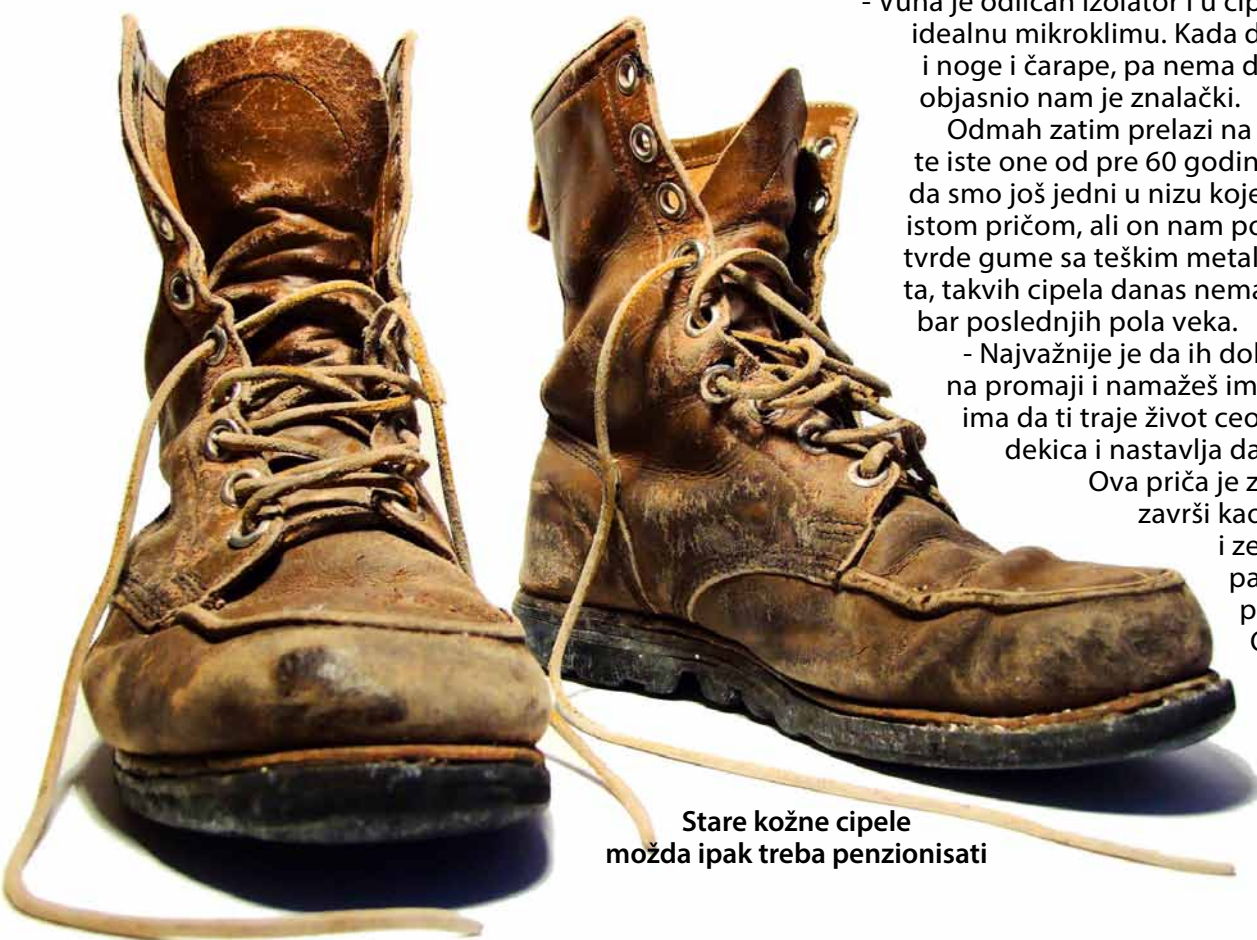 - Vuna je odličan izolator i u cip
idealnu mikroklimu. Kada d
i noge i čarape, pa nema d
objasnio nam je znalački.
Odmah zatim prelazi na
te iste one od pre 60 godin
da smo još jedni u nizu koje
istom pričom, ali on nam po
tvrde gume sa teškim metal
ta, takvih cipela danas nema
bar poslednjih pola veka.
- Najvažnije je da ih dol
na promaji i namažeš im
ima da ti traje život ceo
dekica i nastavlja da
Ova priča je z
završi kao
i ze
pa
p
Stare kožne cipele
možda ipak treba penzionisati